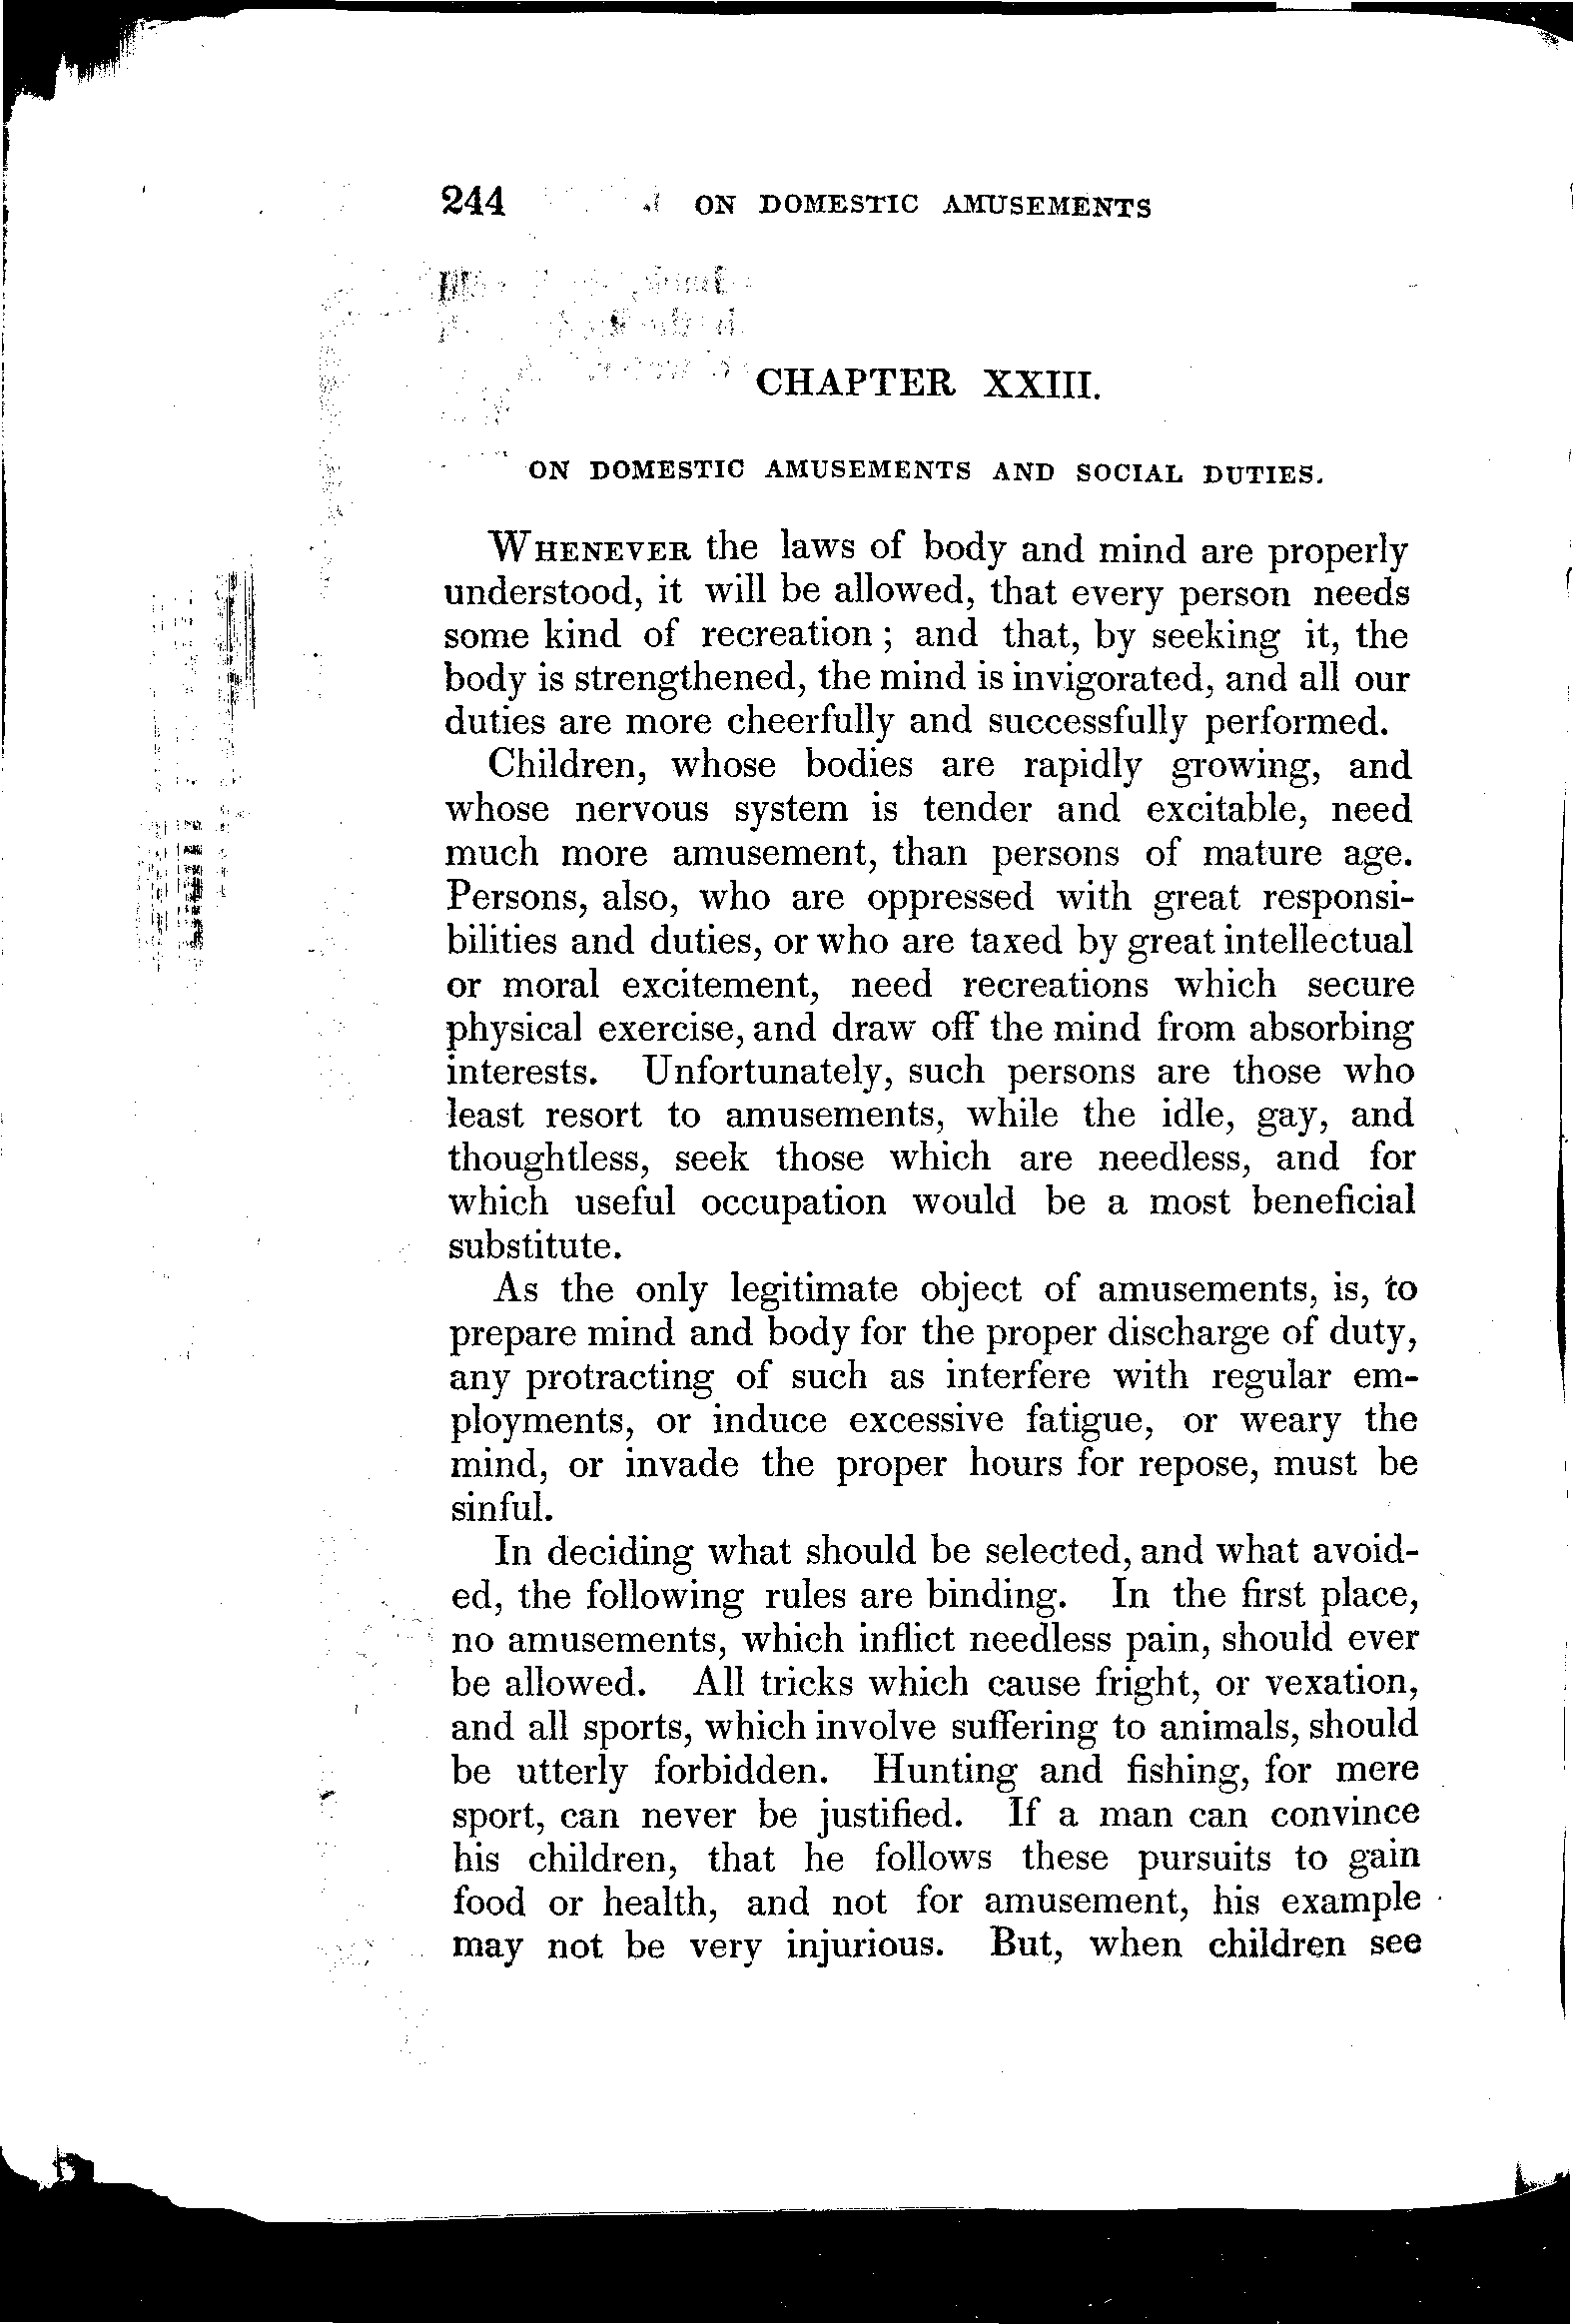 244 ON DOMESTIC AMUSEMENTS
CHAPTER XXIII.
ON DOMESTIC AMUSEMENTS AND SOCIAL DUTIES.
WHENEVER the laws of body and mind are properly
understood, it will be allowed, that every person needs
some kind of recreation; and that, by seeking it, the
body is strengthened, the mind is invigorated, and all our
duties are more cheerfully and successfully performed.
Children, whose bodies are rapidly growing, and
whose nervous system is tender and excitable, need
much more amusement, than persons of mature age.
Persons, also, who are oppressed with great responsi-
bilities and duties, or who are taxed by great intellectual
or moral excitement, need recreations which secure
physical exercise, and draw off the mind from absorbing
interests. Unfortunately, such persons are those who
least resort to amusements, while the idle, gay, and
thoughtless, seek those which are needless, and for
which useful occupation would be a most beneficial
substitute.
As the only legitimate object of amusements, is, to
prepare mind and body for the proper discharge of duty,
any protracting of such as interfere with regular em-
ployments, or induce excessive fatigue, or weary the
mind, or invade the proper hours for repose, must be
sinful.
In deciding what should be selected, and what avoid-
ed, the following rules are binding. In the first place,
no amusements, which inflict needless pain, should ever
be allowed. All tricks which cause fright, or vexation,
and all sports, which involve suffering to animals, should
be utterly forbidden. Hunting and fishing, for mere
sport, can never be justified. If a man can convince
his children, that he follows these pursuits to gain
food or health, and not for amusement, his example
may not be very injurious. But, when children see